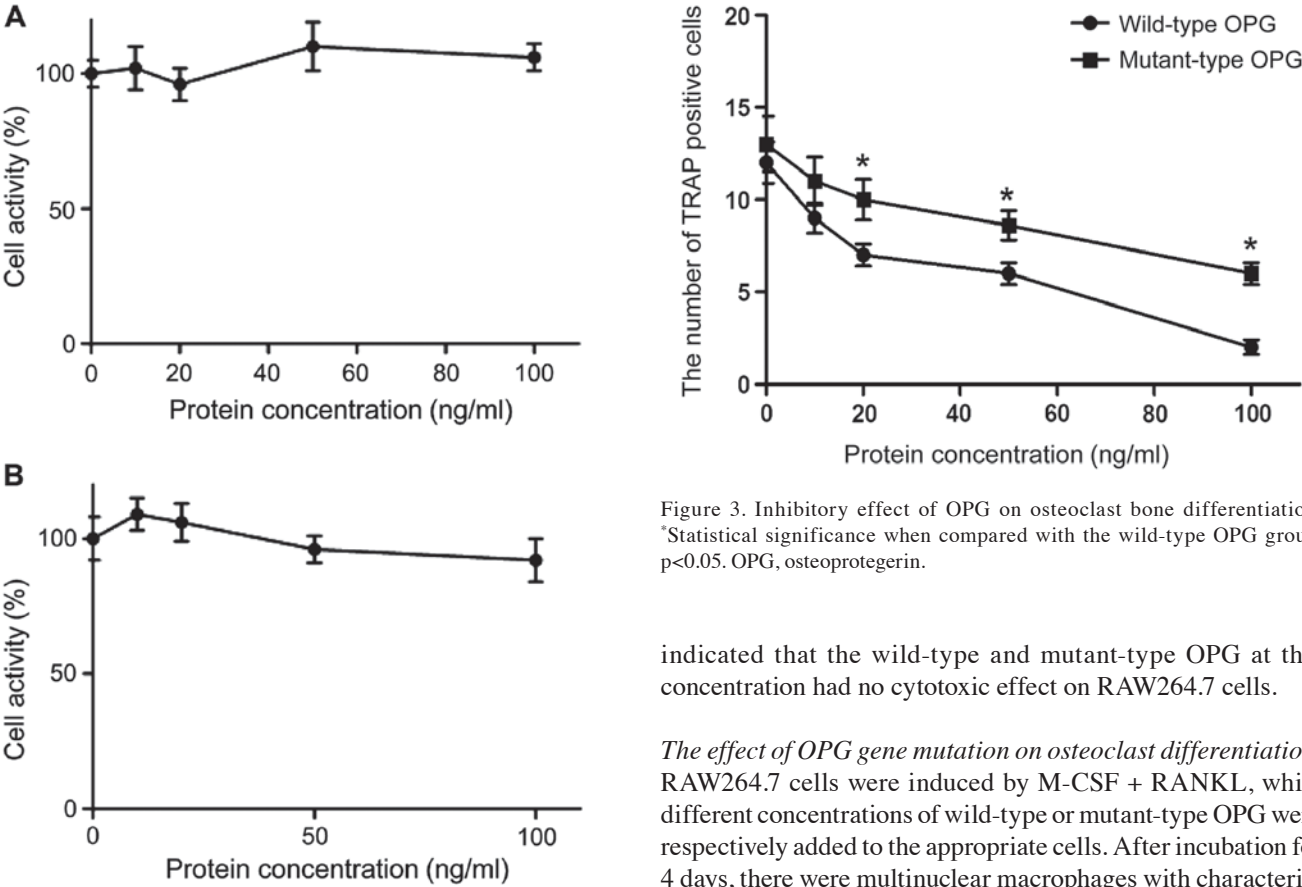 A
100
50
0
Cell activity (%)
0 20 40 60 80 100
Protein concentration (ng/ml)
B
100
50
0
Cell activity (%)
0 50 100
Protein concentration (ng/ml)
20
15
10
5
0
The number of TRAP positive cells
Wild-type OPG
Mutant-type OPG
*
*
*
0 20 40 60 80 100
Protein concentration (ng/ml)
Figure 3. Inhibitory effect of OPG on osteoclast bone differentiatio
*Statistical significance when compared with the wild-type OPG grou
p<0.05. OPG, osteoprotegerin.
indicated that the wild-type and mutant-type OPG at th
concentration had no cytotoxic effect on RAW264.7 cells.
The effect of OPG gene mutation on osteoclast differentiatio
RAW264.7 cells were induced by M-CSF + RANKL, whi
different concentrations of wild-type or mutant-type OPG we
respectively added to the appropriate cells. After incubation f
4 days, there were multinuclear macrophages with characteri